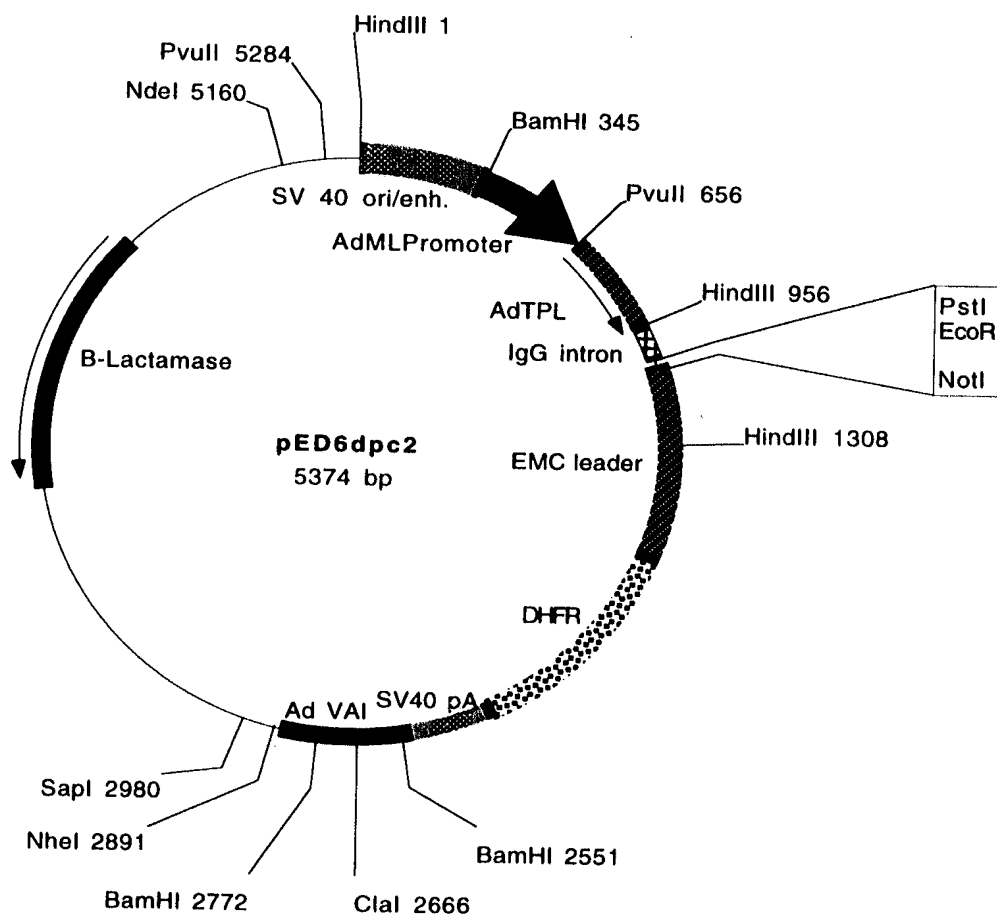 HindIII 1
PvuII 5284
NdeI 5160
BamHI 345
SV 40 ori/enh.
PvuII 656
AdMLPromoter
HindIII 956
AdTPL
PstI
EcoR
IgG intron
B-Lactamase
NotI
pED6dpc2
HindIII 1308
5374 bp
EMC leader
DHFR
SV40 pA
Ad VAI
SapI 2980
NheI 2891
BamHI 2551
BamHI 2772
ClaI 2666